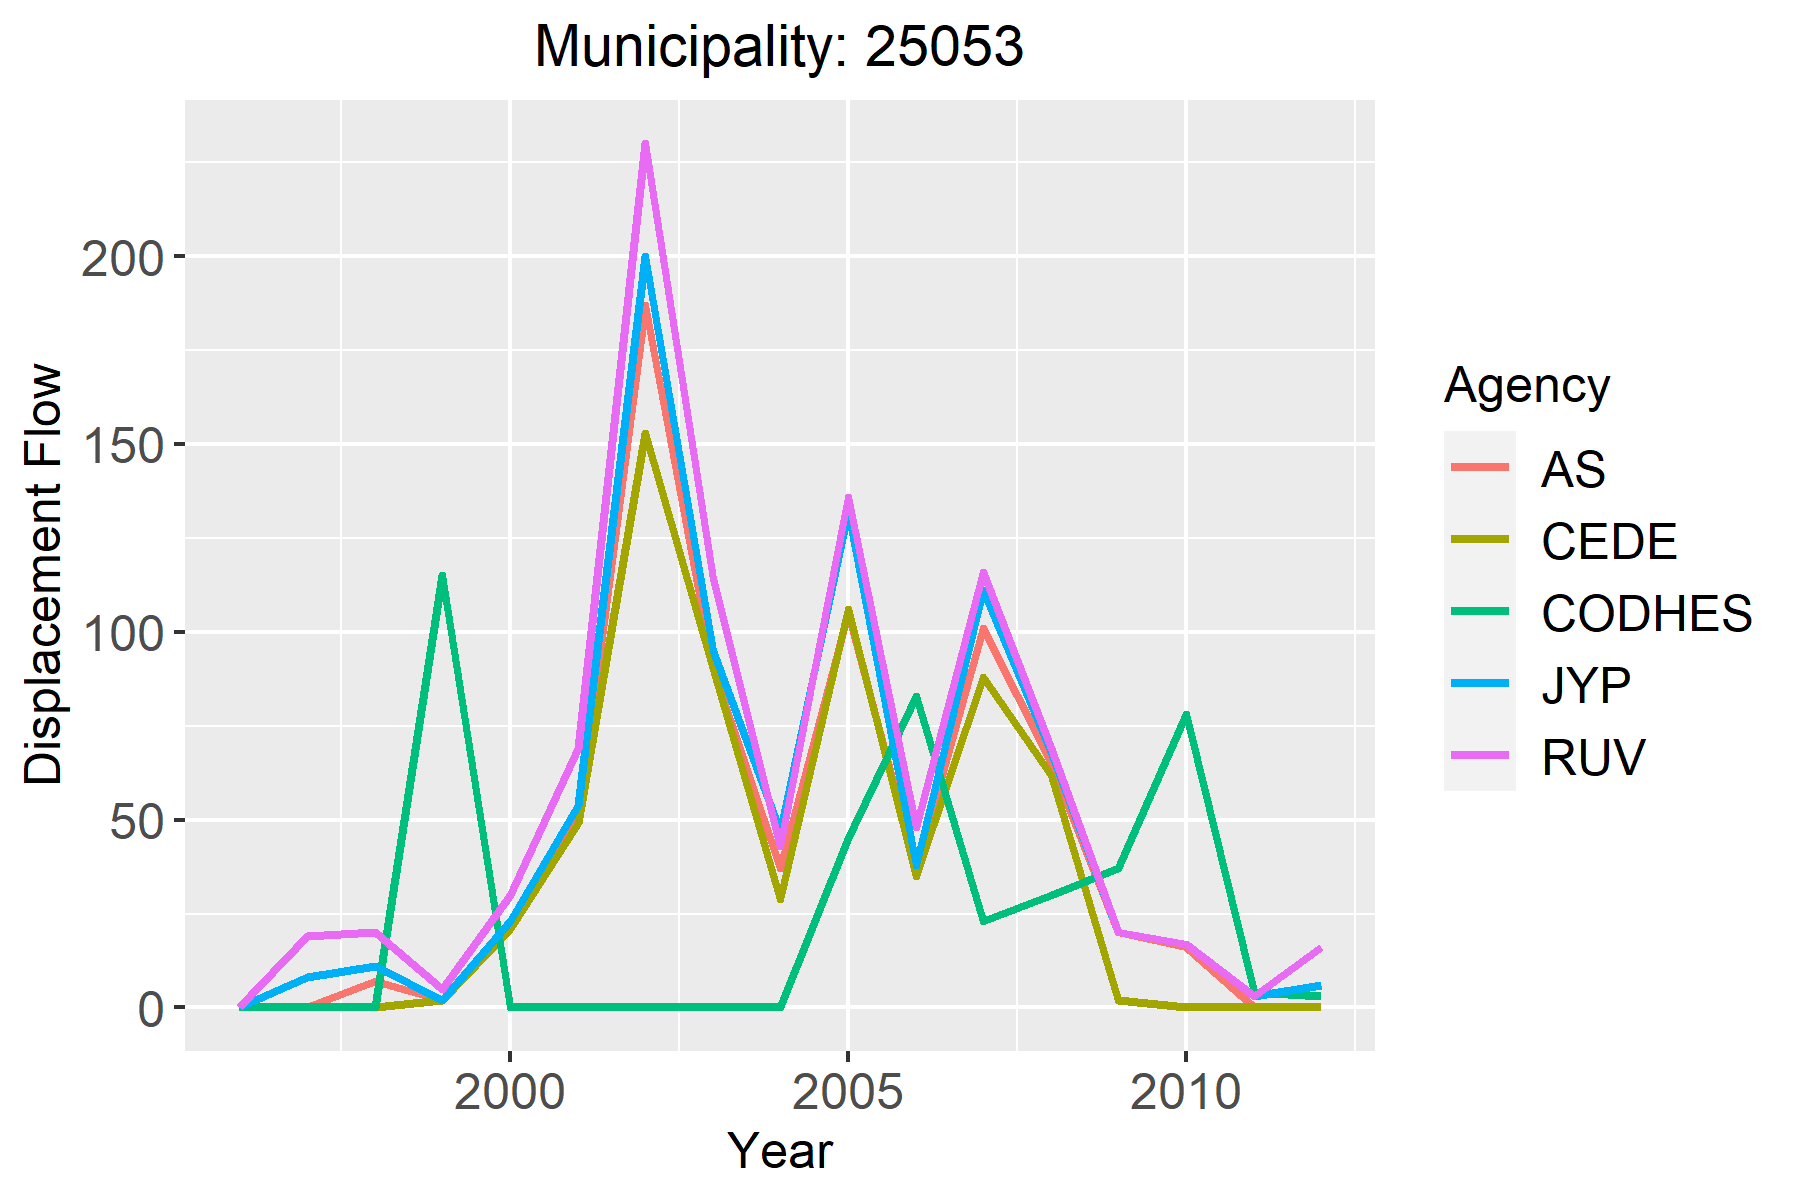 Municipality: 25053
Displacement Flow
200
150
100
50
0
2000 2005 2010
Year
Agency
AS
CEDE
CODHES
JYP
RUV